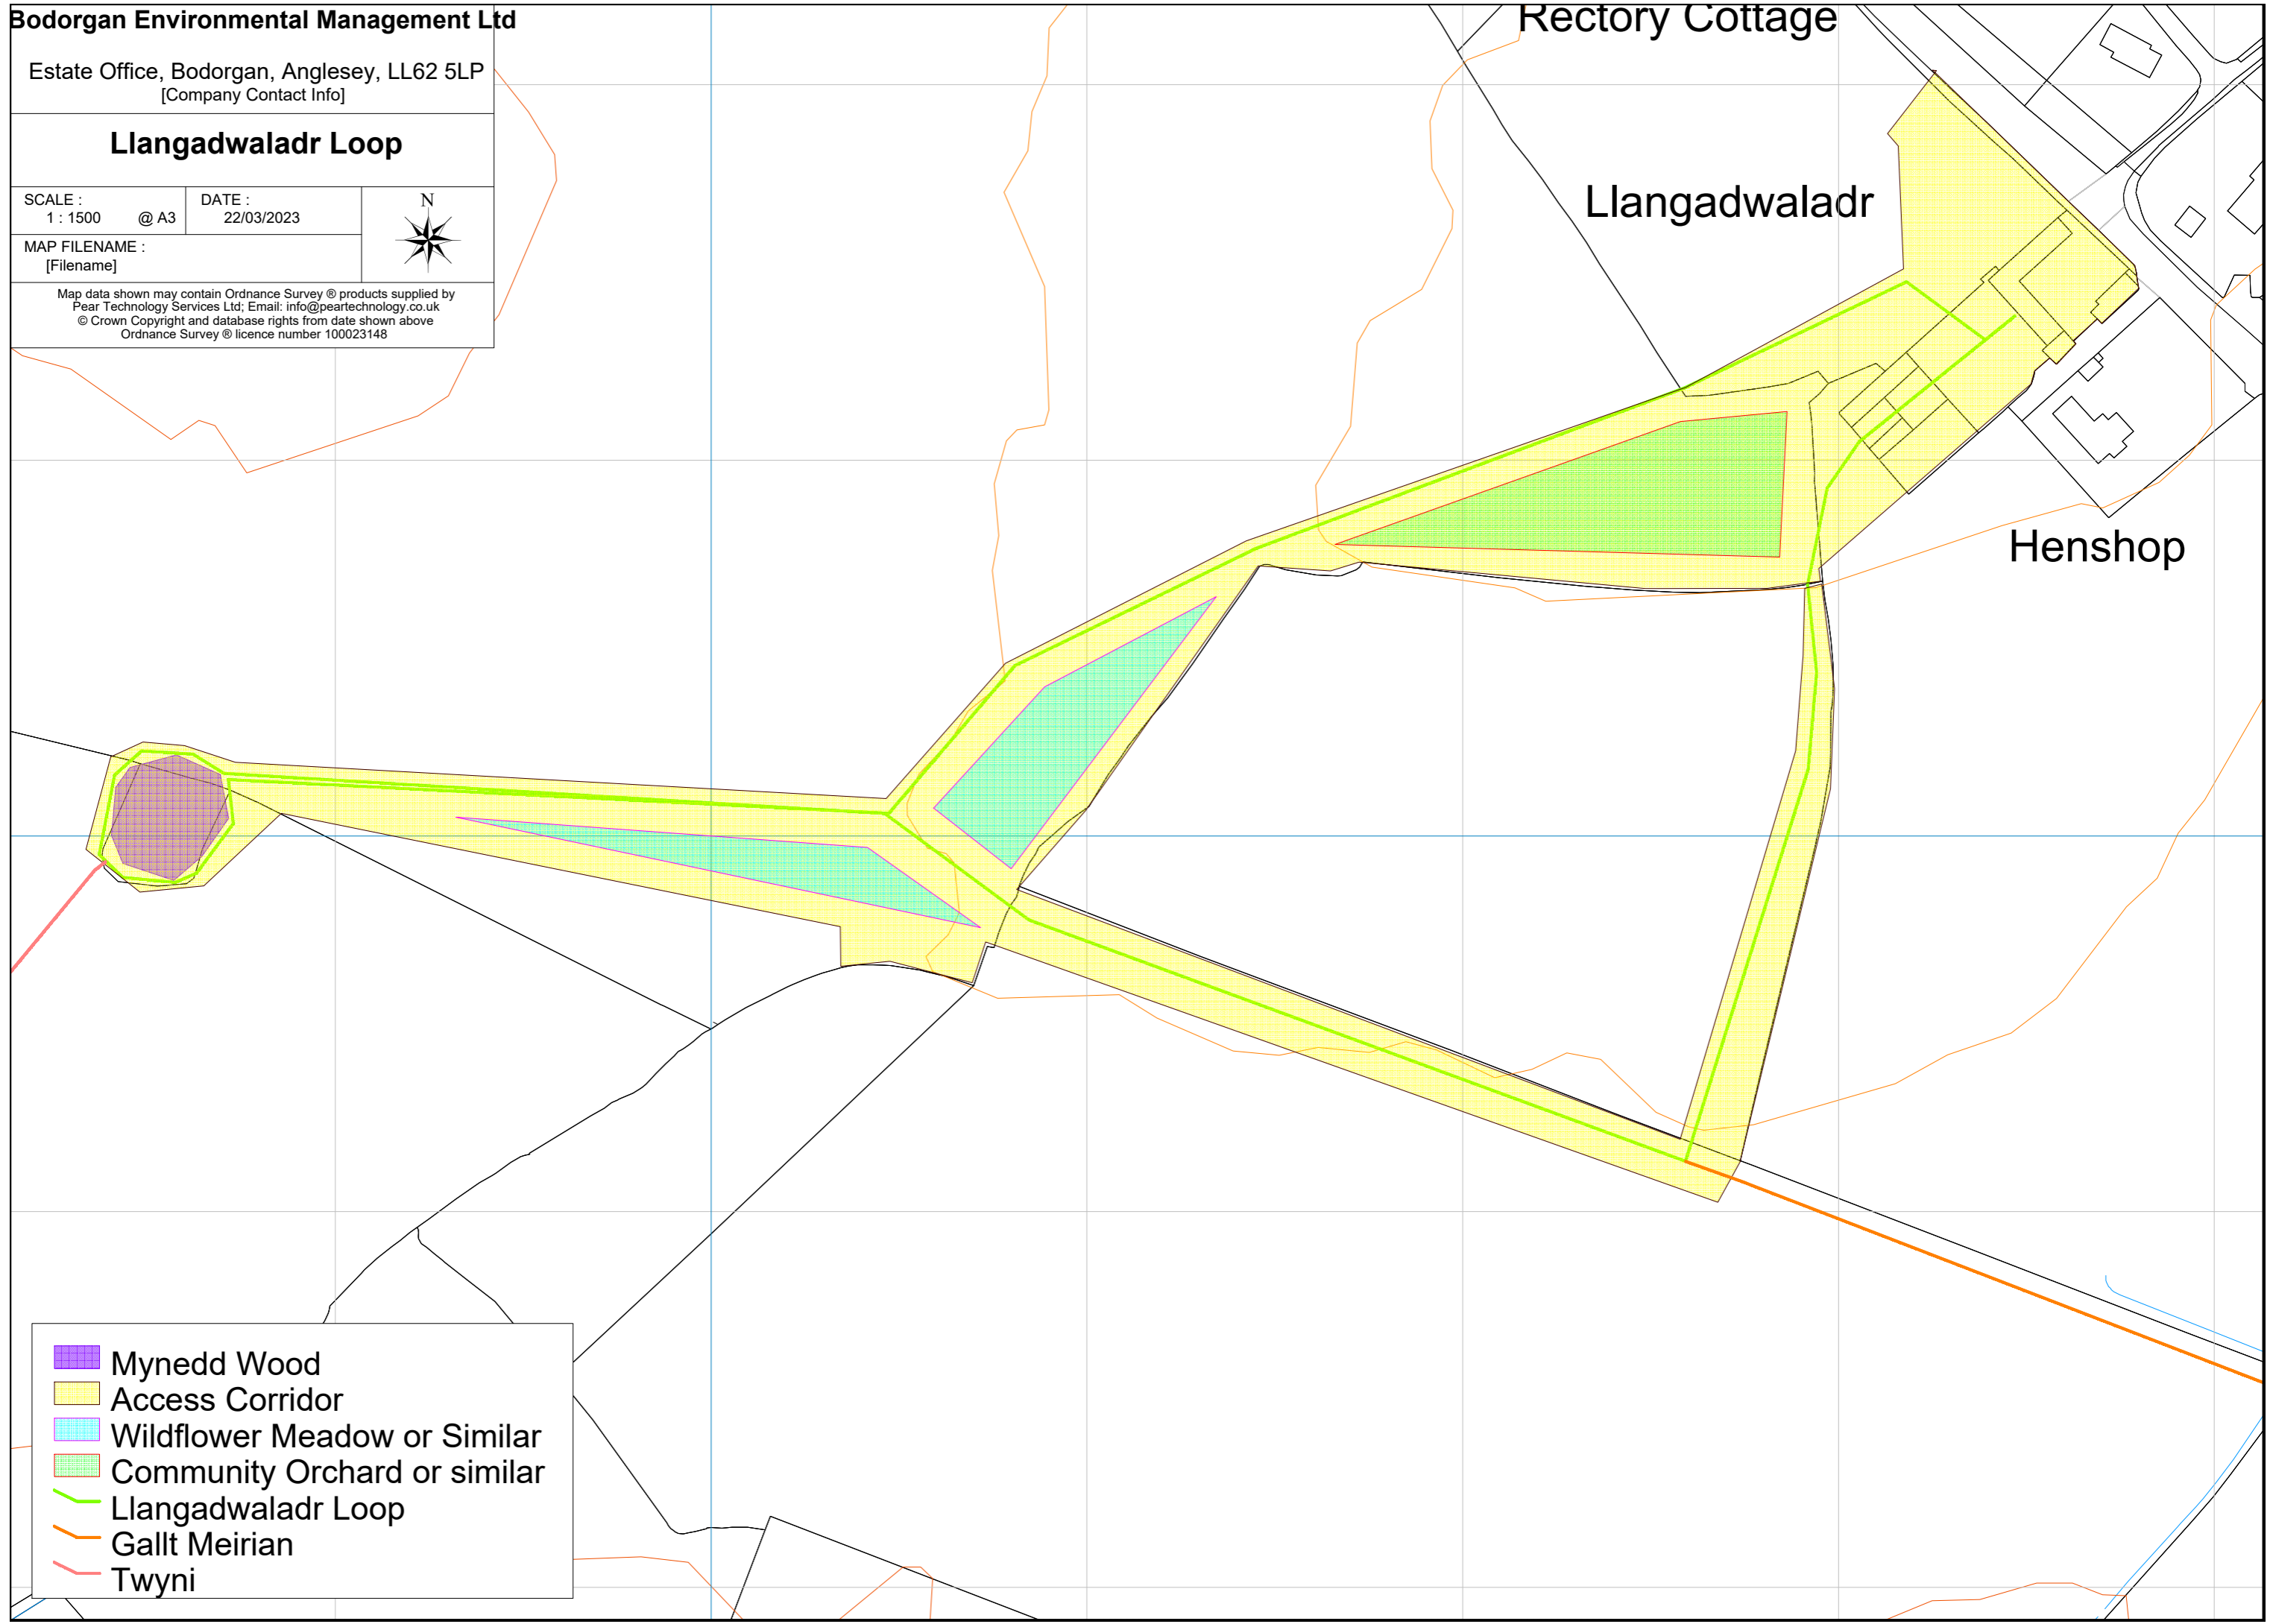 Bodorgan Environmental Management Ltd
Estate Office, Bodorgan, Anglesey, LL62 5LP
[Company Contact Info]
Llangadwaladr Loop
SCALE :
1 : 1500 @ A3
DATE :
22/03/2023
N
MAP FILENAME :
[Filename]
Map data shown may contain Ordnance Survey ® products supplied by
Pear Technology Services Ltd; Email: info@peartechnology.co.uk
© Crown Copyright and database rights from date shown above
Ordnance Survey ® licence number 100023148
Rectory Cottage
Llangadwaladr
Henshop
Mynedd Wood
Access Corridor
Wildflower Meadow or Similar
Community Orchard or similar
Llangadwaladr Loop
Gallt Meirian
Twyni